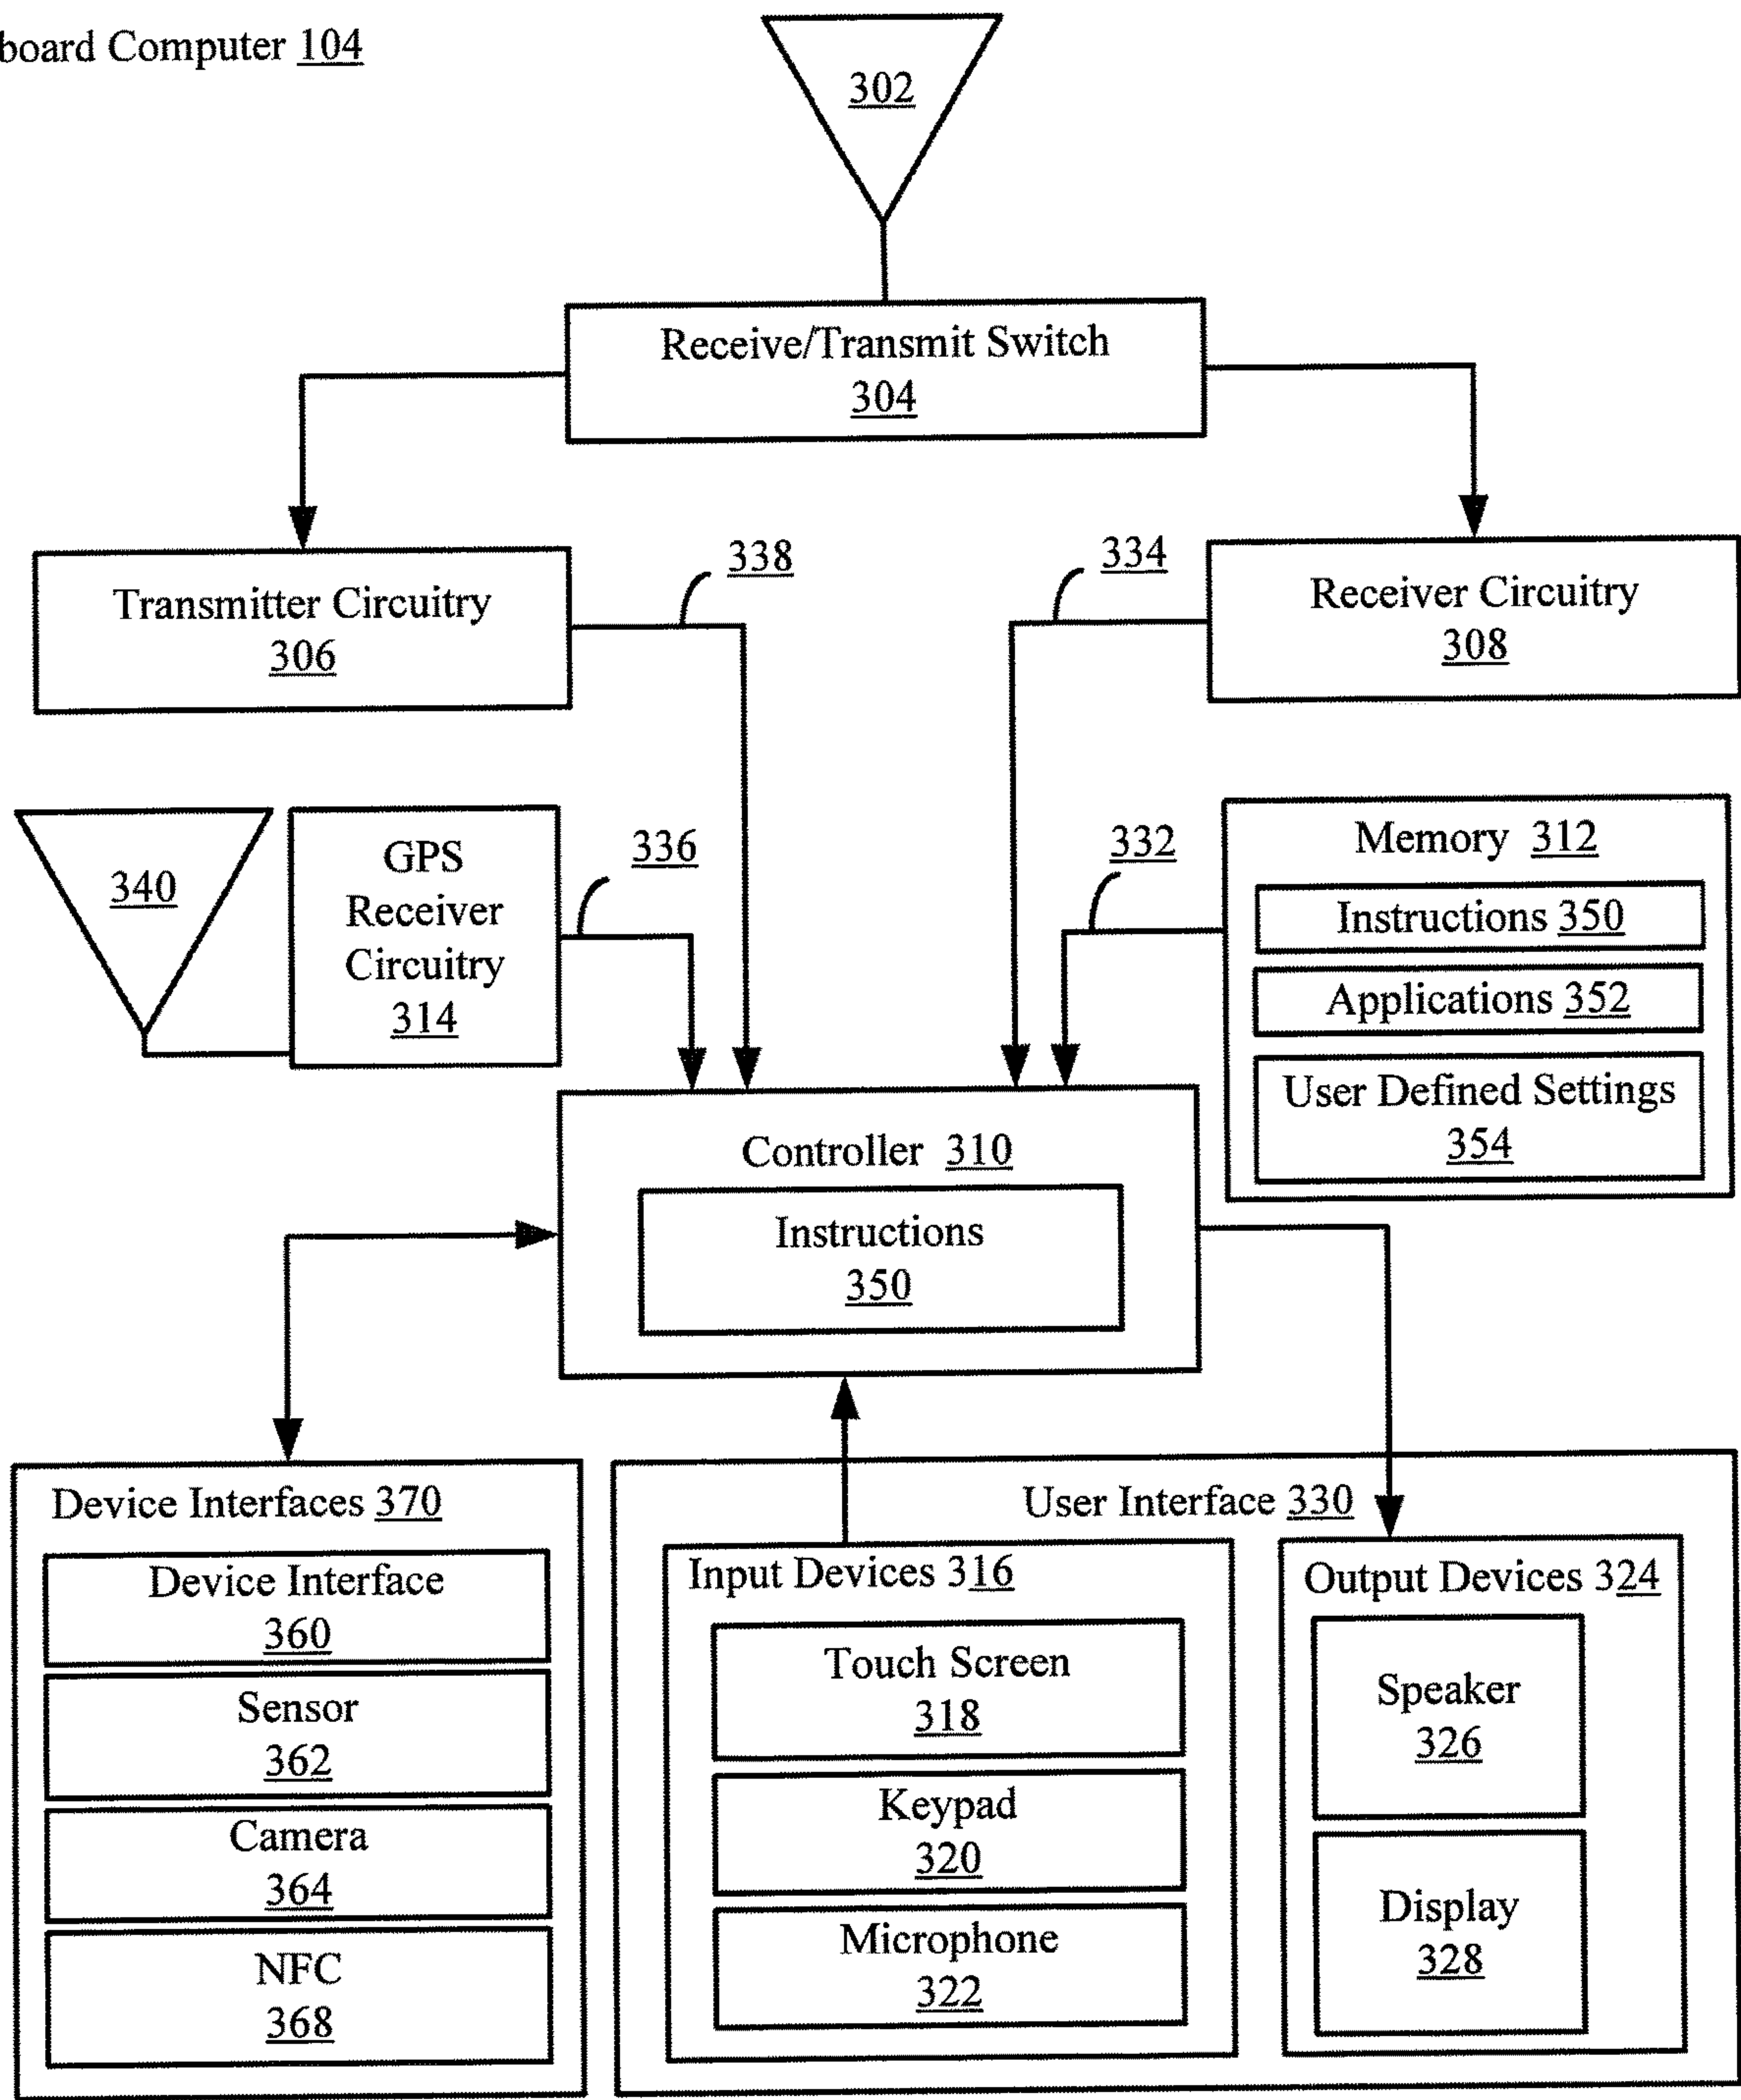 board Computer 104
302
Receive/Transmit Switch
304
338
334
Transmitter Circuitry
306
Receiver Circuitry
308
340
GPS
Receiver
Circuitry
314
336
332
Memory 312
Instructions 350
Applications 352
User Defined Settings
354
Controller 310
Instructions
350
Device Interfaces 370
Device Interface
360
Sensor
362
Camera
364
NFC
368
User Interface 330
Input Devices 316
Touch Screen
318
Keypad
320
Microphone
322
Output Devices 324
Speaker
326
Display
328